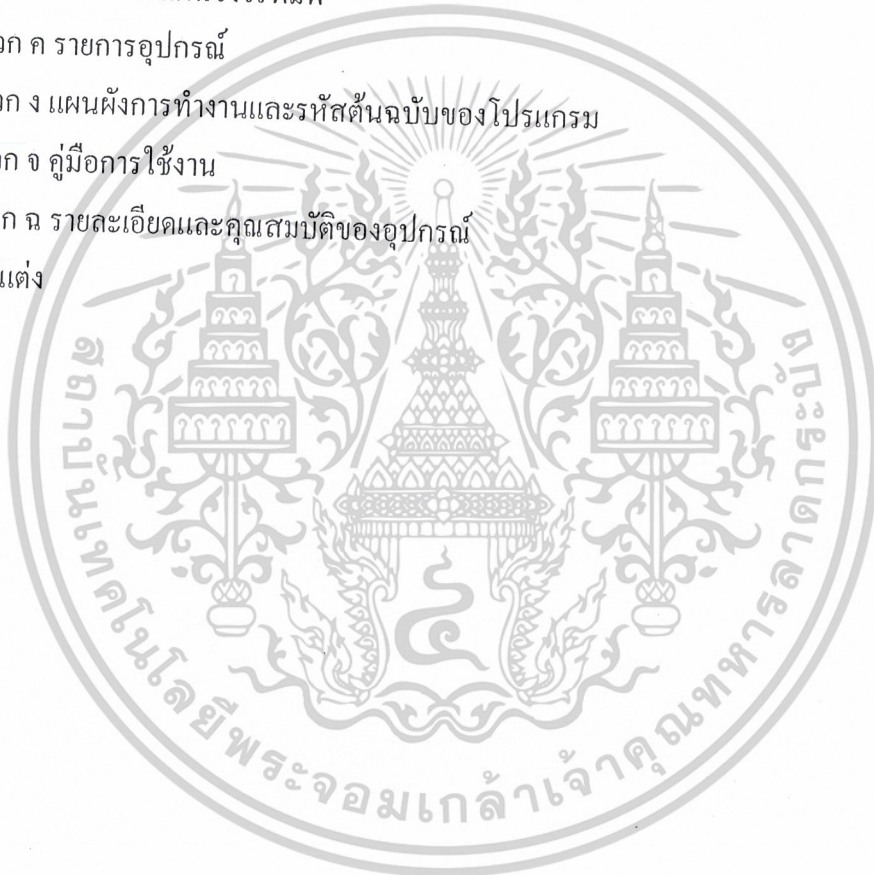 ค รายการอุปกรณ์
ง แผนผังการทำงานและรหัสต้นฉบับของโปรแกรม
จ คู่มือการใช้งาน
ฉ รายละเอียดและคุณสมบัติของอุปกรณ์
แต่ง
สถาบันเทคโนโลยีพระจอมเกล้าเจ้าคุณทหารลาดกระบัง
๔